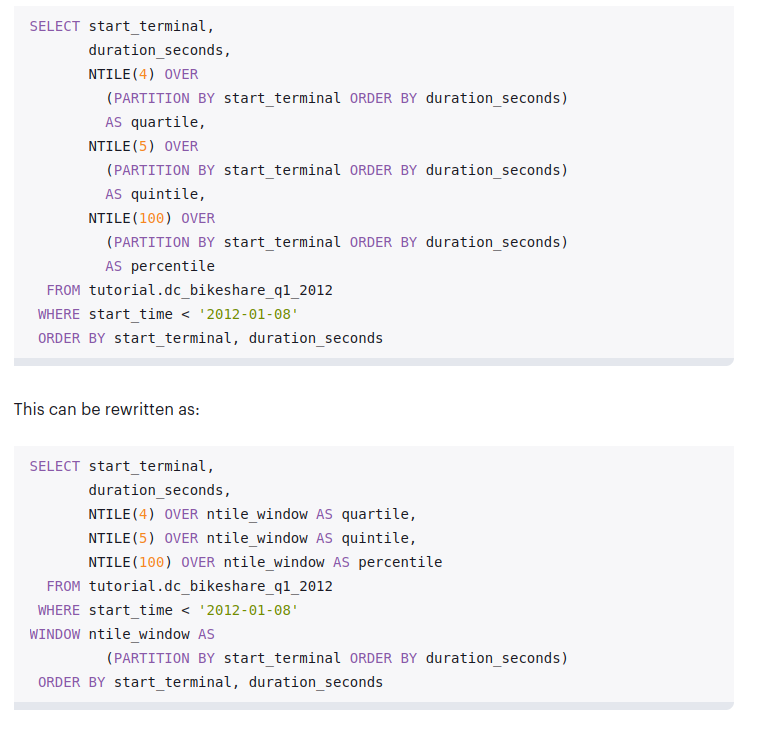 SELECT start_terminal,
       duration_seconds,
       NTILE(4) OVER
         (PARTITION BY start_terminal ORDER BY duration_seconds)
         AS quartile,
       NTILE(5) OVER
         (PARTITION BY start_terminal ORDER BY duration_seconds)
         AS quintile,
       NTILE(100) OVER
         (PARTITION BY start_terminal ORDER BY duration_seconds)
         AS percentile
  FROM tutorial.dc_bikeshare_q1_2012
 WHERE start_time < '2012-01-08'
 ORDER BY start_terminal, duration_seconds
This can be rewritten as:
SELECT start_terminal,
       duration_seconds,
       NTILE(4) OVER ntile_window AS quartile,
       NTILE(5) OVER ntile_window AS quintile,
       NTILE(100) OVER ntile_window AS percentile
  FROM tutorial.dc_bikeshare_q1_2012
 WHERE start_time < '2012-01-08'
WINDOW ntile_window AS
         (PARTITION BY start_terminal ORDER BY duration_seconds)
 ORDER BY start_terminal, duration_seconds